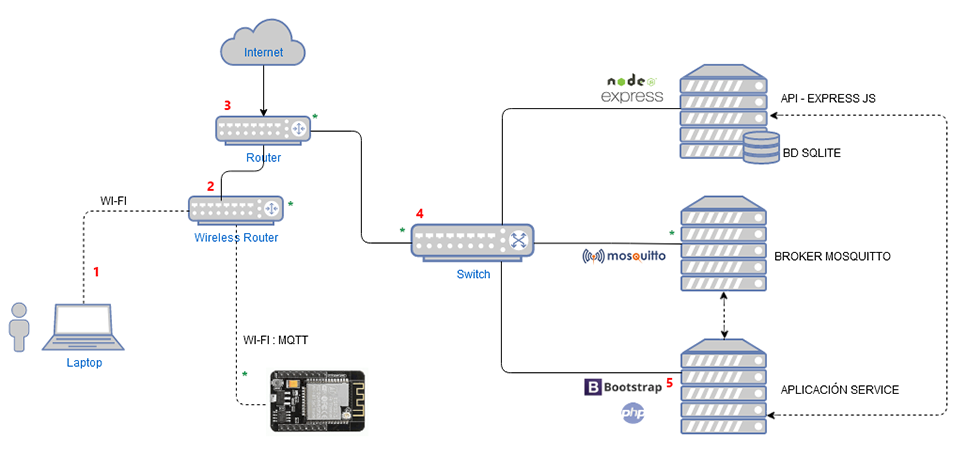 Internet
3
*
Router
2
*
Wireless Router
WI-FI
1
Laptop
WI-FI : MQTT
*
4
*
Switch
node
JS
express
API - EXPRESS JS
BD SQLITE
*
mosquitto
BROKER MOSQUITTO
B Bootstrap
5
php
APLICACIÓN SERVICE